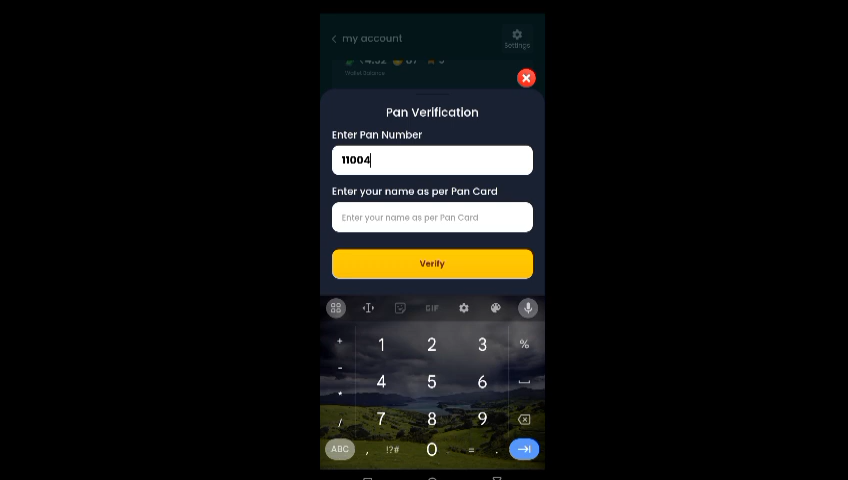 my account
Settings
Wallet Balance
Pan Verification
Enter Pan Number
11004
Enter your name as per Pan Card
Enter your name as per Pan Card
Verify
GIF
+ 1 2 3 %
- 4 5 6
*
/ 7 8 9
ABC , !?# 0 = .